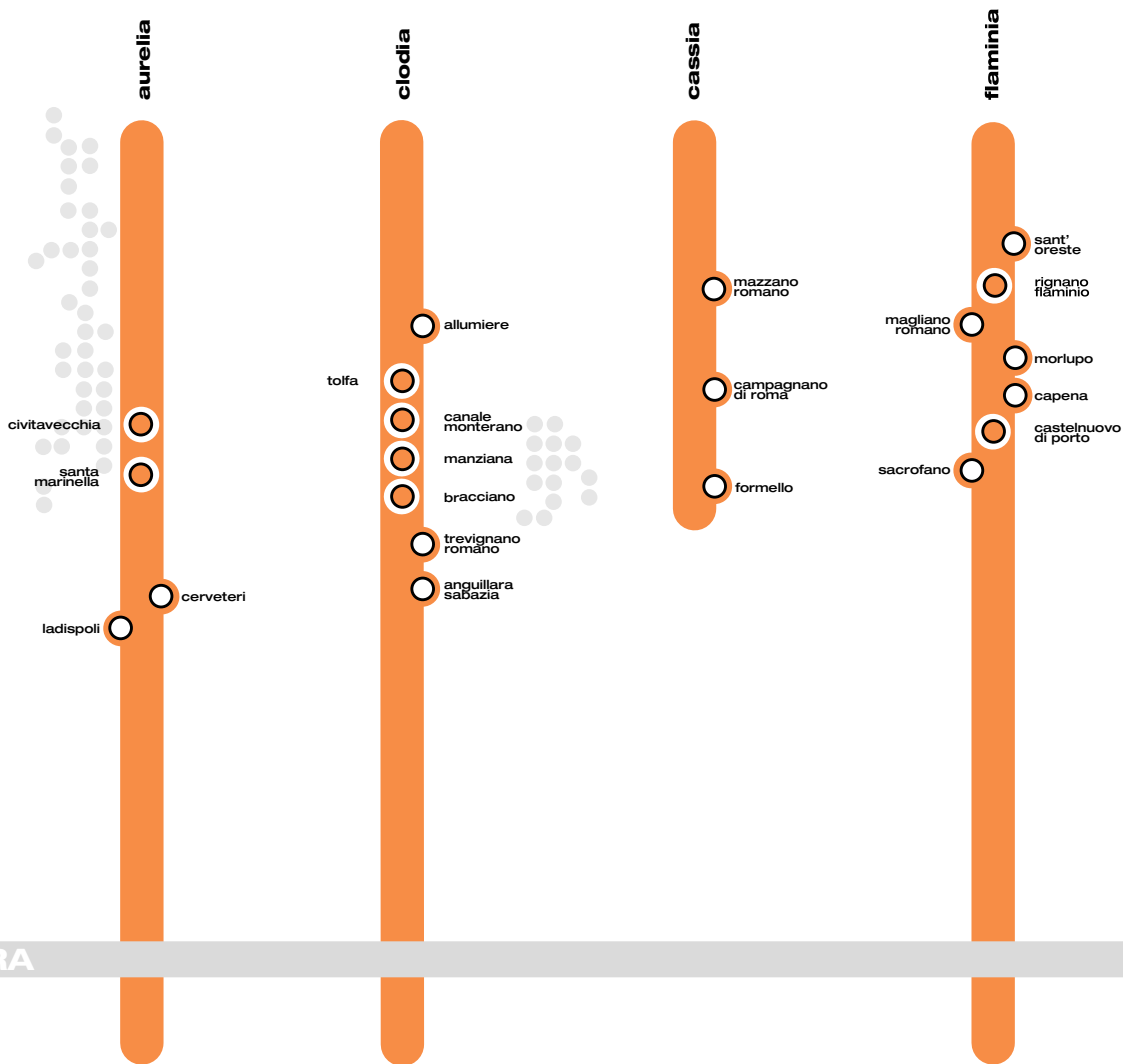 aurelia
clodia
cassia
flaminia
sant'
oreste
rignano
flaminio
mazzano
romano
magliano
romano
allumiere
morlupo
tolfa
campagnano
di roma
capena
civitavecchia
canale
monterano
castelnuovo
di porto
manziana
santa
marinella
sacrofano
formello
bracciano
trevignano
romano
anguillara
sabazia
cerveteri
ladispoli
RA